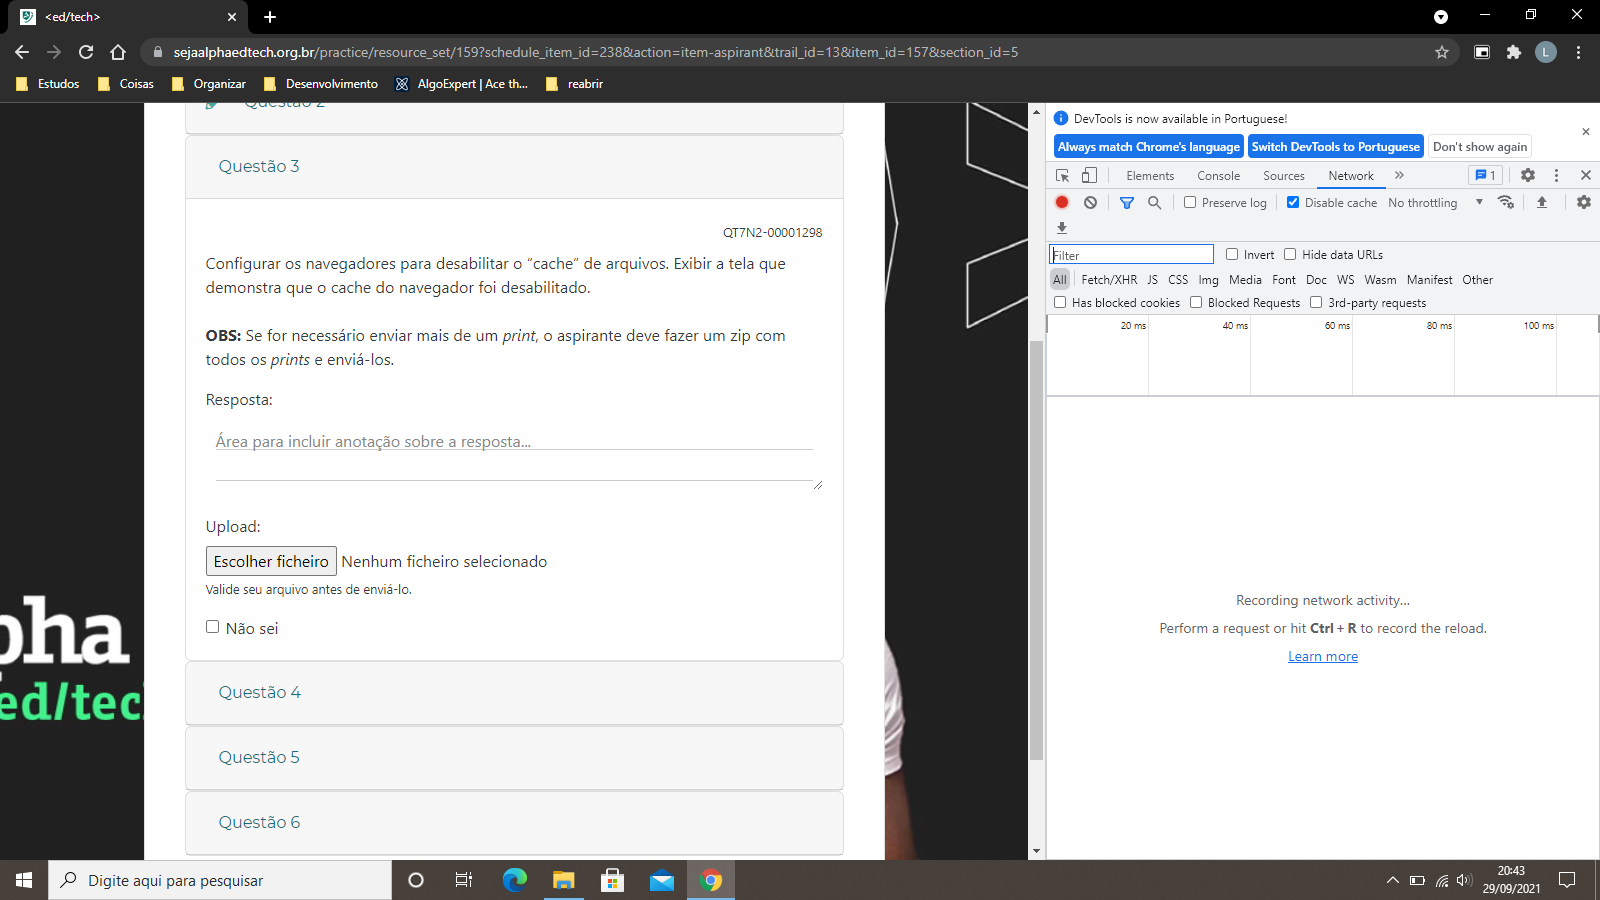 <ed/tech>
sejaalphaedtech.org.br/practice/resource_set/159?schedule_item_id=238&action=item-aspirant&trail_id=13&item_id=157&section_id=5
L
Estudos
Coisas
Organizar
Desenvolvimento
AlgoExpert | Ace th...
reabrir
Questão 2
Questão 3
QT7N2-00001298
Configurar os navegadores para desabilitar o “cache” de arquivos. Exibir a tela que
demonstra que o cache do navegador foi desabilitado.
OBS: Se for necessário enviar mais de um print, o aspirante deve fazer um zip com
todos os prints e enviá-los.
Resposta:
Área para incluir anotação sobre a resposta...
Upload:
Escolher ficheiro Nenhum ficheiro selecionado
Valide seu arquivo antes de enviá-lo.
Não sei
Questão 4
Questão 5
Questão 6
pha
ed/tec
DevTools is now available in Portuguese!
Always match Chrome's language Switch DevTools to Portuguese Don't show again
Elements Console Sources Network » 1
Preserve log Disable cache No throttling
Filter Invert Hide data URLs
All Fetch/XHR JS CSS Img Media Font Doc WS Wasm Manifest Other
Has blocked cookies Blocked Requests 3rd-party requests
20 ms 40 ms 60 ms 80 ms 100 ms
Recording network activity...
Perform a request or hit Ctrl + R to record the reload.
Learn more
Digite aqui para pesquisar
20:43
29/09/2021